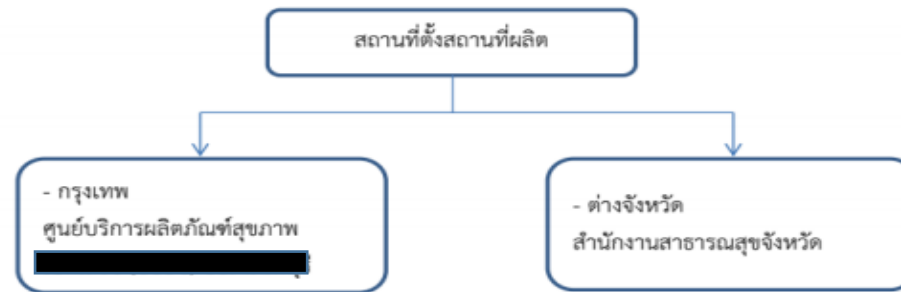 สถานที่ตั้งสถานที่ผลิต
- กรุงเทพ
ศูนย์บริการผลิตภัณฑ์สุขภาพ
- ต่างจังหวัด
สำนักงานสาธารณสุขจังหวัด